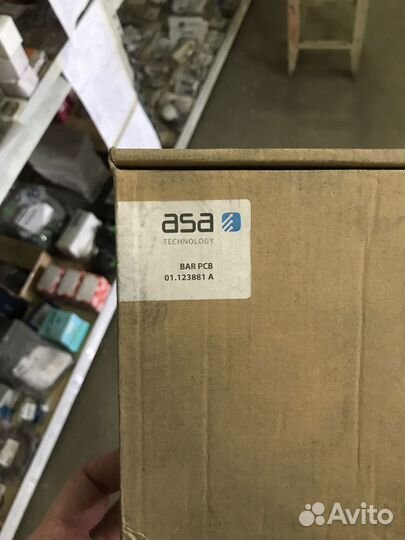 asa
TECHNOLOGY
BAR PCB
01.123881 A
Avito